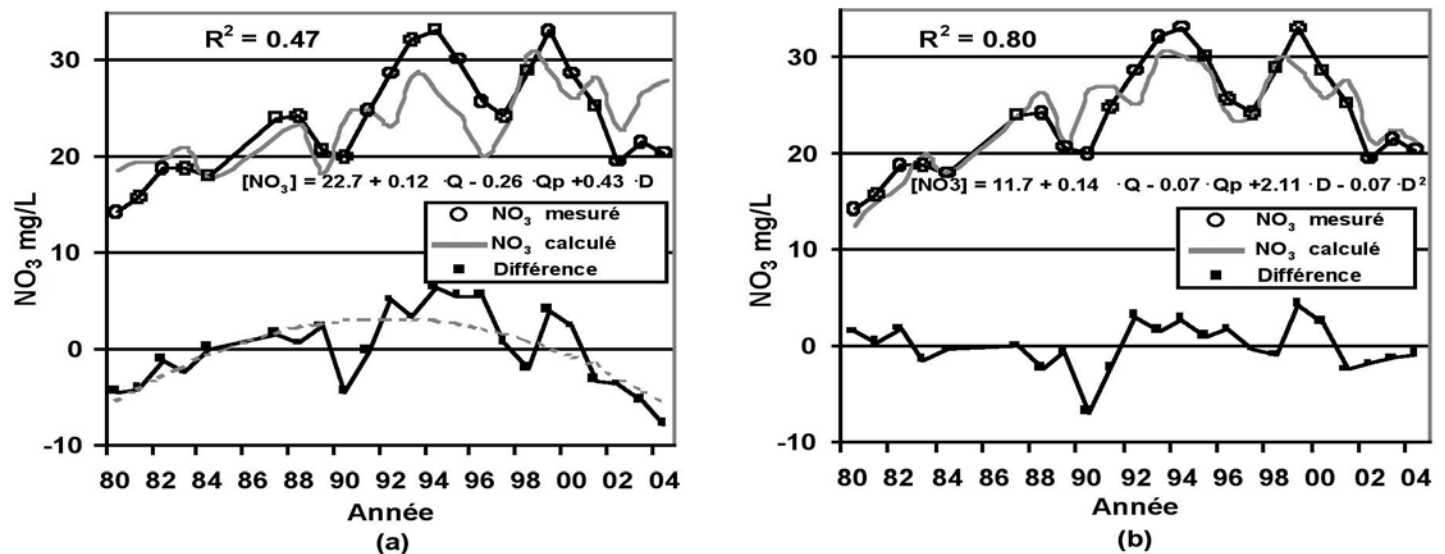 R² = 0.47
NO₃ mg/L
30
20
10
0
-10
[NO₃] = 22.7 + 0.12 ·Q - 0.26 ·Qp +0.43 ·D
NO₃ mesuré
NO₃ calculé
Différence
80 82 84 86 88 90 92 94 96 98 00 02 04
Année
(a)
R² = 0.80
NO₃ mg/L
30
20
10
0
-10
[NO3] = 11.7 + 0.14 ·Q - 0.07 ·Qp +2.11 ·D - 0.07 ·D²
NO₃ mesuré
NO₃ calculé
Différence
80 82 84 86 88 90 92 94 96 98 00 02 04
Année
(b)